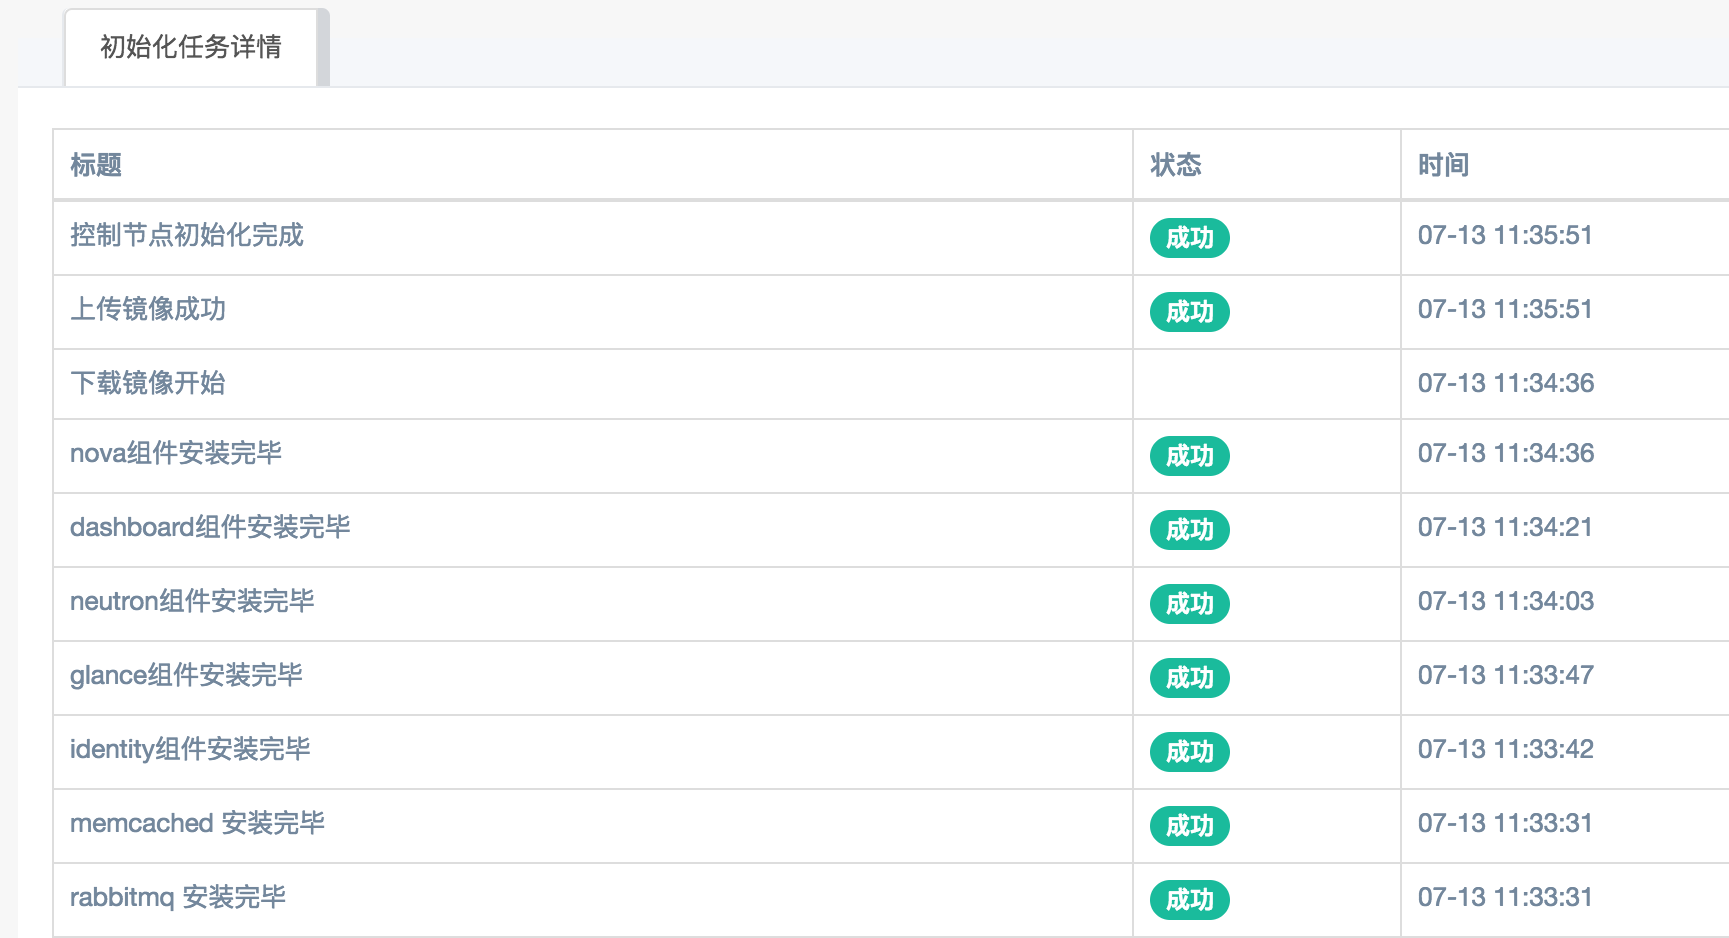 初始化任务详情
标题 状态 时间
控制节点初始化完成 成功 07-13 11:35:51
上传镜像成功 成功 07-13 11:35:51
下载镜像开始 07-13 11:34:36
nova组件安装完毕 成功 07-13 11:34:36
dashboard组件安装完毕 成功 07-13 11:34:21
neutron组件安装完毕 成功 07-13 11:34:03
glance组件安装完毕 成功 07-13 11:33:47
identity组件安装完毕 成功 07-13 11:33:42
memcached 安装完毕 成功 07-13 11:33:31
rabbitmq 安装完毕 成功 07-13 11:33:31